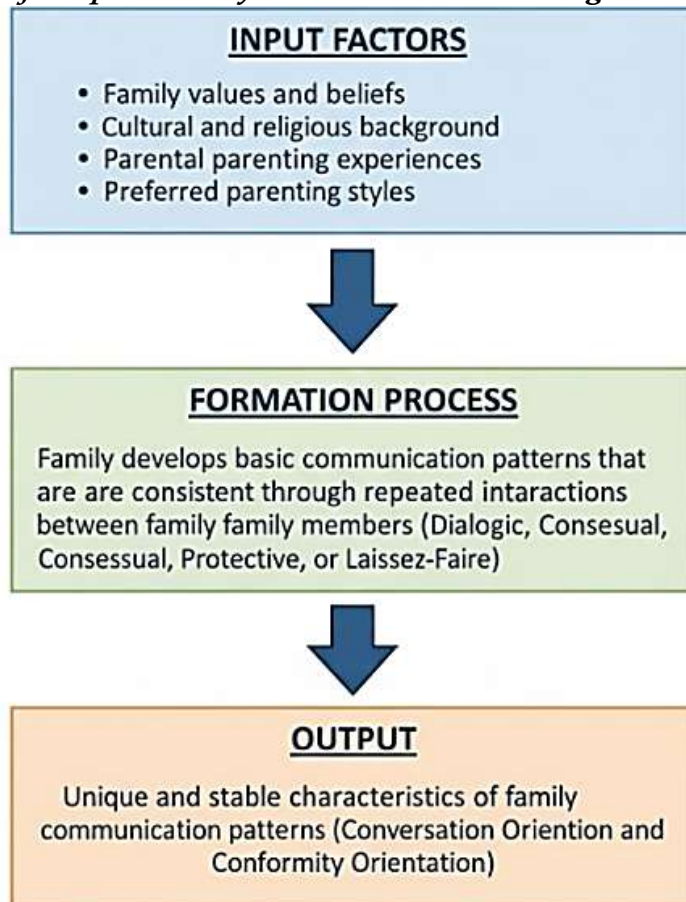 INPUT FACTORS
• Family values and beliefs
• Cultural and religious background
• Parental parenting experiences
• Preferred parenting styles
FORMATION PROCESS
Family develops basic communication patterns that
are are consistent through repeated intaractions
between family family members (Dialogic, Consesual,
Consessual, Protective, or Laissez-Faire)
OUTPUT
Unique and stable characteristics of family
communication patterns (Conversation Oriention and
Conformity Orientation)